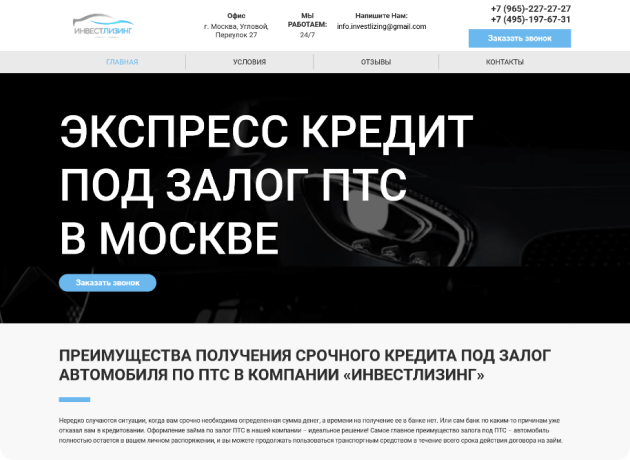 ИНВЕСТЛИЗИНГ
Офис
г. Москва, Угловой,
Переулок 27
МЫ
РАБОТАЕМ:
24/7
Напишите Нам:
info.investlizing@gmail.com
+7 (965)-227-27-27
+7 (495)-197-67-31
Заказать звонок
ГЛАВНАЯ
УСЛОВИЯ
ОТЗЫВЫ
КОНТАКТЫ
ЭКСПРЕСС КРЕДИТ
ПОД ЗАЛОГ ПТС
В МОСКВЕ
Заказать звонок
ПРЕИМУЩЕСТВА ПОЛУЧЕНИЯ СРОЧНОГО КРЕДИТА ПОД ЗАЛОГ
АВТОМОБИЛЯ ПО ПТС В КОМПАНИИ «ИНВЕСТЛИЗИНГ»
Нередко случаются ситуации, когда вам срочно необходима определенная сумма денег, а времени на получение ее в банке нет. Или сам банк по каким-то причинам уже
отказал вам в кредитовании. Оформление займа по залог ПТС в нашей компании – идеальное решение! Самое главное преимущество залога под ПТС – автомобиль
полностью остается в вашем личном распоряжении, и вы можете продолжать пользоваться транспортным средством в течение всего срока действия договора на займ.